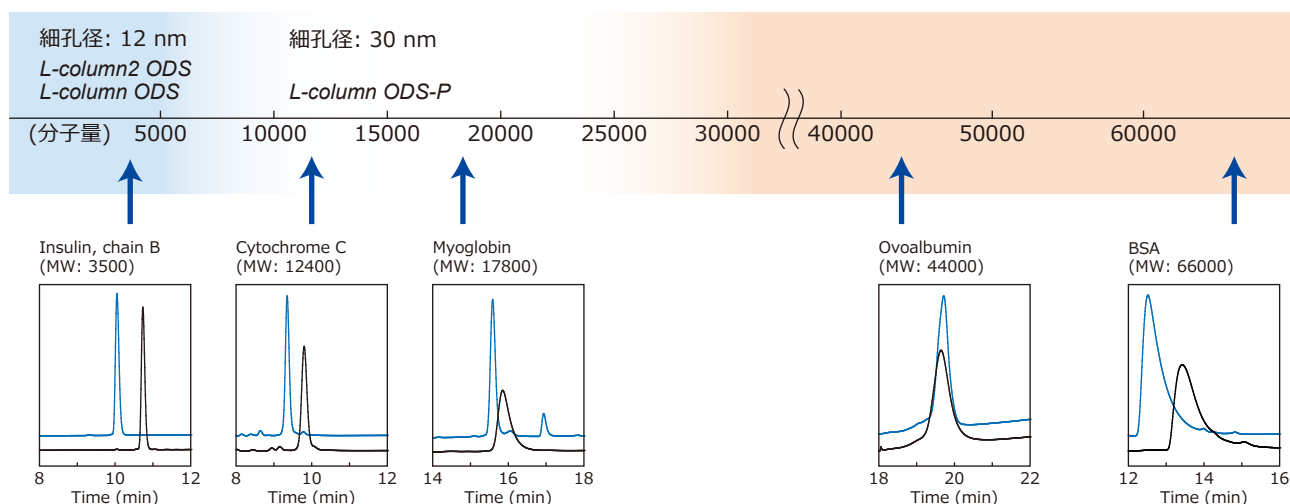 細孔径: 12 nm
細孔径: 30 nm
L-column2 ODS
L-column ODS
L-column ODS-P
(分子量) 5000 10000 15000 20000 25000 30000 40000 50000 60000
Insulin, chain B
(MW: 3500)
8 10 12
Time (min)
Cytochrome C
(MW: 12400)
8 10 12
Time (min)
Myoglobin
(MW: 17800)
14 16 18
Time (min)
Ovoalbumin
(MW: 44000)
18 20 22
Time (min)
BSA
(MW: 66000)
12 14 16
Time (min)